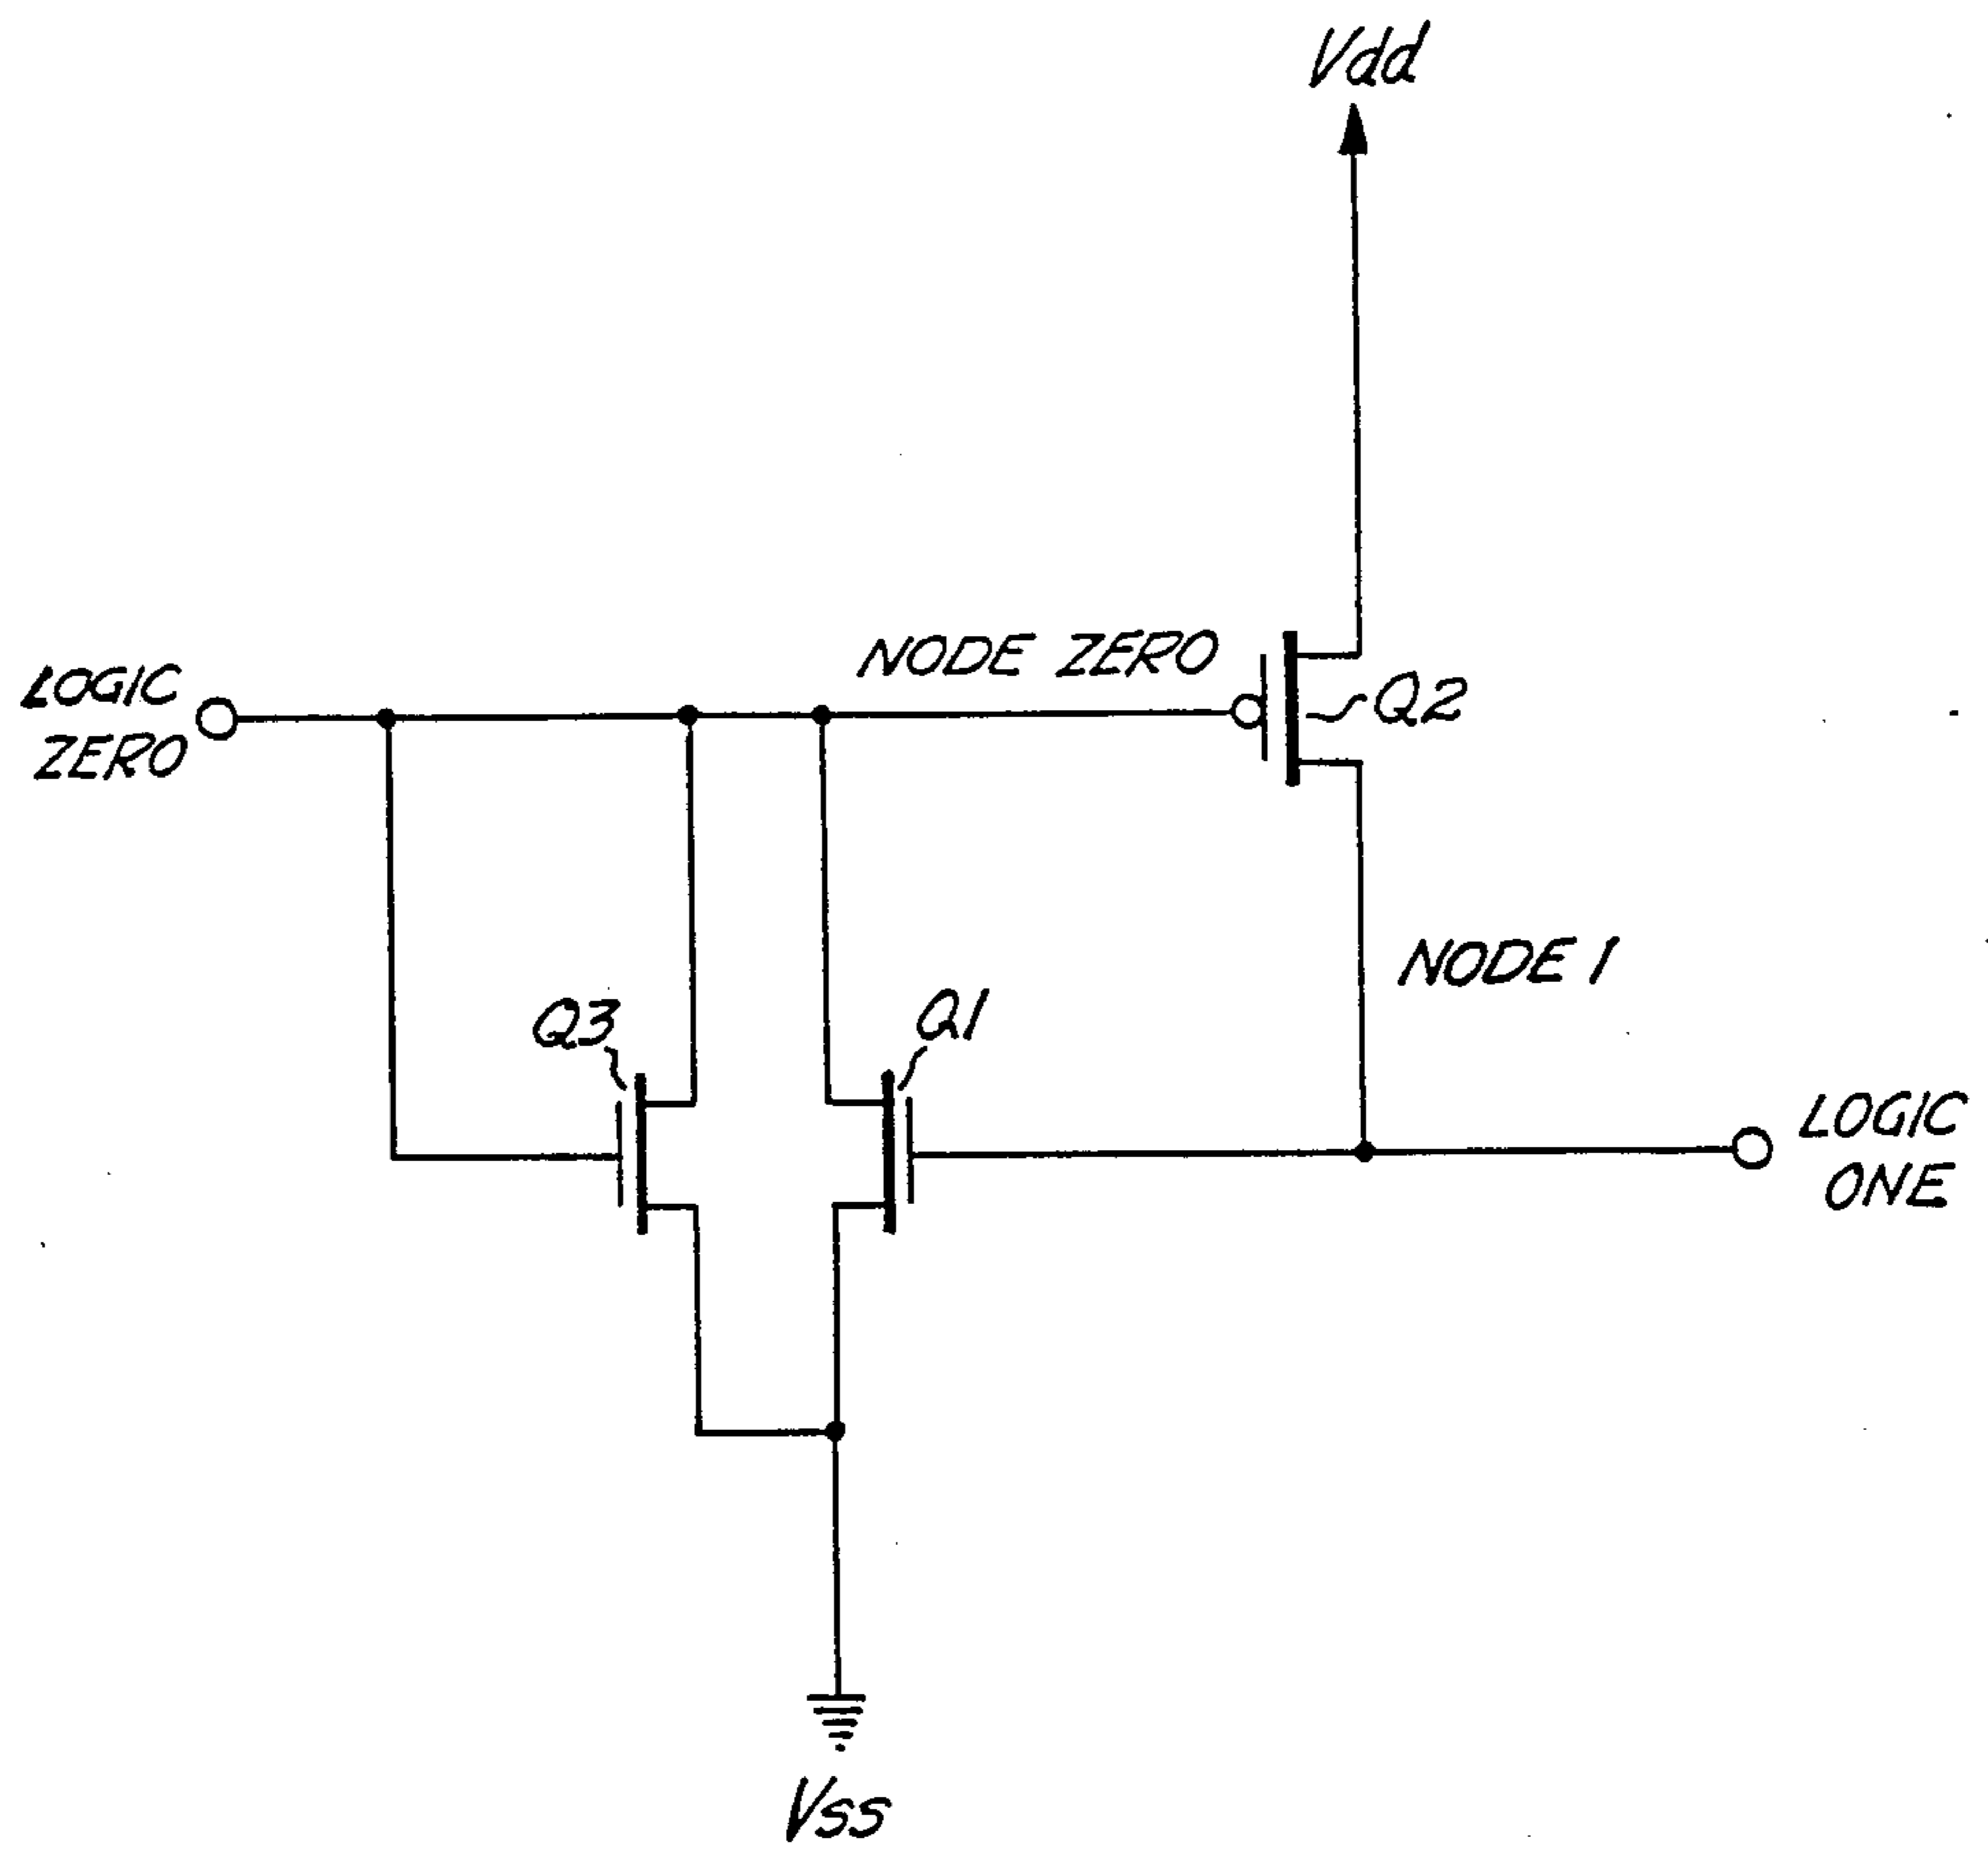 Vdd
NODE ZERO
Q2
LOGIC
ZERO
NODE 1
Q3
Q1
LOGIC
ONE
Vss